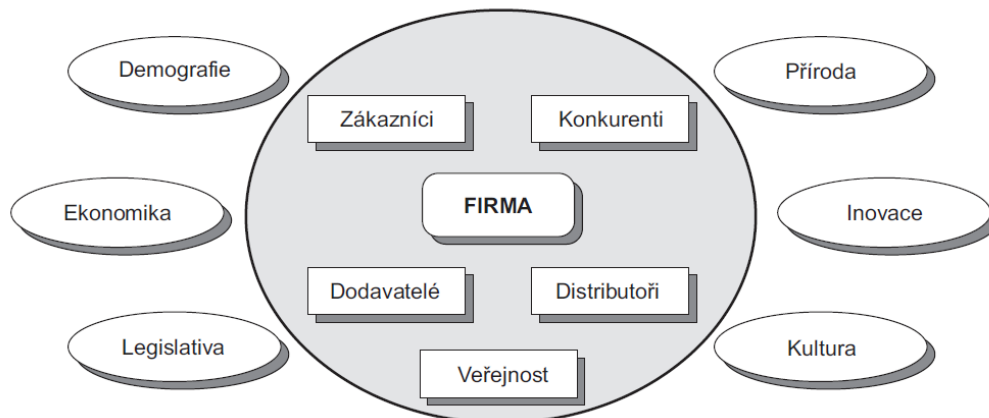 Demografie
Příroda
Zákazníci
Konkurenti
Ekonomika
FIRMA
Inovace
Dodavatelé
Distributoři
Legislativa
Kultura
Veřejnost